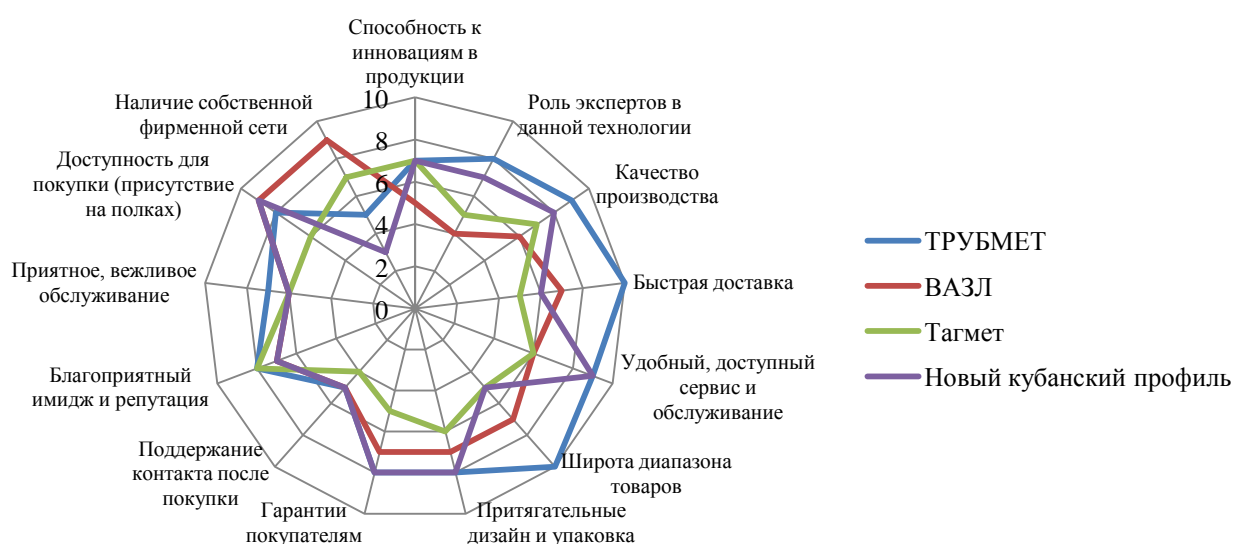 Способность к
инновациям в
продукции
Роль экспертов в
данной технологии
Качество
производства
Быстрая доставка
Удобный, доступный
сервис и
обслуживание
Широта диапазона
товаров
Притягательные
дизайн и упаковка
Гарантии
покупателям
Поддержание
контакта после
покупки
Благоприятный
имидж и репутация
Приятное, вежливое
обслуживание
Доступность для
покупки (присутствие
на полках)
Наличие собственной
фирменной сети
10
8
6
4
2
0
ТРУБМЕТ
ВАЗЛ
Тагмет
Новый кубанский профиль